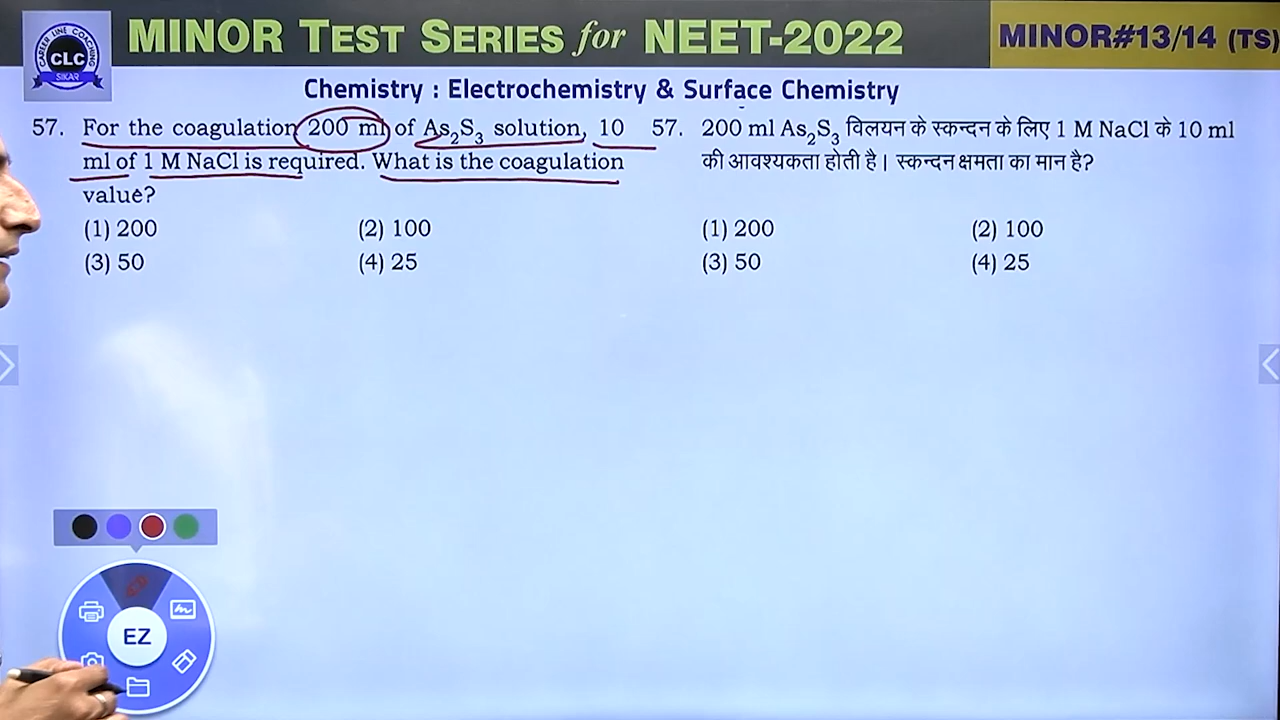 CAREER LINE COACHING
CLC
SIKAR
MINOR TEST SERIES for NEET-2022
MINOR#13/14 (TS)
Chemistry : Electrochemistry & Surface Chemistry
57. For the coagulation 200 ml of As₂S₃ solution, 10
ml of 1 M NaCl is required. What is the coagulation
value?
(1) 200 (2) 100
(3) 50 (4) 25
57. 200 ml As₂S₃ विलयन के स्कन्दन के लिए 1 M NaCl के 10 ml
की आवश्यकता होती है। स्कन्दन क्षमता का मान है?
(1) 200 (2) 100
(3) 50 (4) 25
EZ